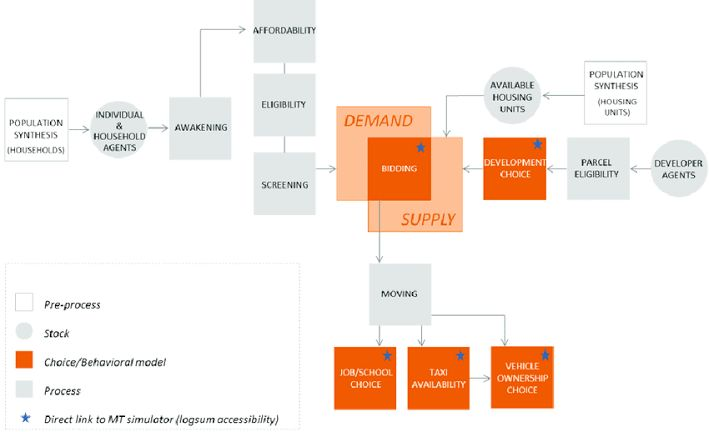 AFFORDABILITY
POPULATION
SYNTHESIS
(HOUSEHOLDS)
INDIVIDUAL
&
HOUSEHOLD
AGENTS
AWAKENING
ELIGIBILITY
SCREENING
AVAILABLE
HOUSING
UNITS
POPULATION
SYNTHESIS
(HOUSING
UNITS)
DEMAND
BIDDING
SUPPLY
DEVELOPMENT
CHOICE
PARCEL
ELIGIBILITY
DEVELOPER
AGENTS
MOVING
JOB/SCHOOL
CHOICE
TAXI
AVAILABILITY
VEHICLE
OWNERSHIP
CHOICE
Pre-process
Stock
Choice/Behavioral model
Process
Direct link to MT simulator (logsum accessibility)